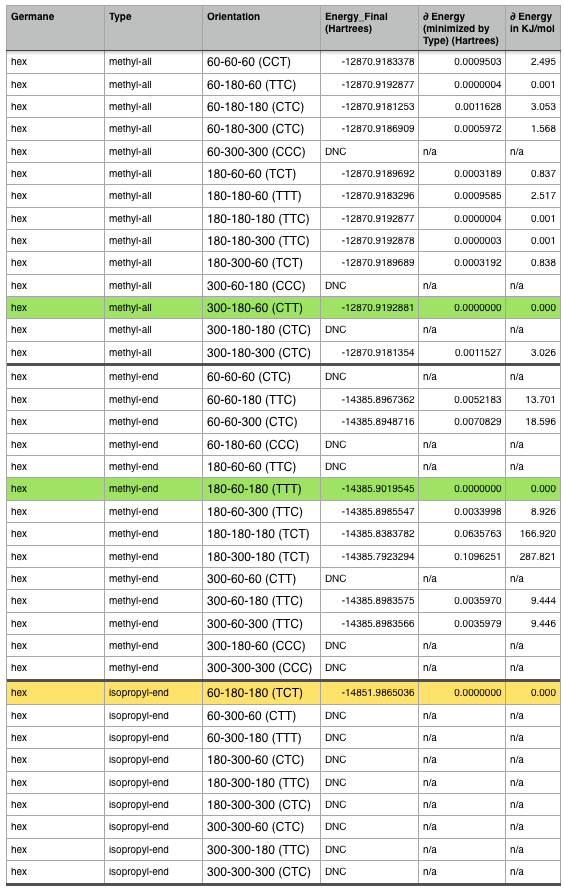 Germane Type Orientation Energy_Final (Hartrees) ∂ Energy (minimized by Type) (Hartrees) ∂ Energy in KJ/mol
hex methyl-all 60-60-60 (CCT) -12870.9183378 0.0009503 2.495
hex methyl-all 60-180-60 (TTC) -12870.9192877 0.0000004 0.001
hex methyl-all 60-180-180 (CTC) -12870.9181253 0.0011628 3.053
hex methyl-all 60-180-300 (CTC) -12870.9186909 0.0005972 1.568
hex methyl-all 60-300-300 (CCC) DNC n/a n/a
hex methyl-all 180-60-60 (TCT) -12870.9189692 0.0003189 0.837
hex methyl-all 180-180-60 (TTT) -12870.9183296 0.0009585 2.517
hex methyl-all 180-180-180 (TTC) -12870.9192877 0.0000004 0.001
hex methyl-all 180-180-300 (TTC) -12870.9192878 0.0000003 0.001
hex methyl-all 180-300-60 (TCT) -12870.9189689 0.0003192 0.838
hex methyl-all 300-60-180 (CCC) DNC n/a n/a
hex methyl-all 300-180-60 (CTT) -12870.9192881 0.0000000 0.000
hex methyl-all 300-180-180 (CTC) DNC n/a n/a
hex methyl-all 300-180-300 (CTC) -12870.9181354 0.0011527 3.026
hex methyl-end 60-60-60 (CTC) DNC n/a n/a
hex methyl-end 60-60-180 (TTC) -14385.8967362 0.0052183 13.701
hex methyl-end 60-60-300 (CTC) -14385.8948716 0.0070829 18.596
hex methyl-end 60-180-60 (CCC) DNC n/a n/a
hex methyl-end 180-60-60 (TTC) DNC n/a n/a
hex methyl-end 180-60-180 (TTT) -14385.9019545 0.0000000 0.000
hex methyl-end 180-60-300 (TTC) -14385.8985547 0.0033998 8.926
hex methyl-end 180-180-180 (TCT) -14385.8383782 0.0635763 166.920
hex methyl-end 180-300-180 (TCT) -14385.7923294 0.1096251 287.821
hex methyl-end 300-60-60 (CTT) DNC n/a n/a
hex methyl-end 300-60-180 (TTC) -14385.8983575 0.0035970 9.444
hex methyl-end 300-60-300 (TTC) -14385.8983566 0.0035979 9.446
hex methyl-end 300-180-60 (CCC) DNC n/a n/a
hex methyl-end 300-300-300 (CCC) DNC n/a n/a
hex isopropyl-end 60-180-180 (TCT) -14851.9865036 0.0000000 0.000
hex isopropyl-end 60-300-60 (CTT) DNC n/a n/a
hex isopropyl-end 60-300-180 (TTT) DNC n/a n/a
hex isopropyl-end 180-300-60 (CTC) DNC n/a n/a
hex isopropyl-end 180-300-180 (TTC) DNC n/a n/a
hex isopropyl-end 180-300-300 (CTC) DNC n/a n/a
hex isopropyl-end 300-300-60 (CTC) DNC n/a n/a
hex isopropyl-end 300-300-180 (TTC) DNC n/a n/a
hex isopropyl-end 300-300-300 (CTC) DNC n/a n/a